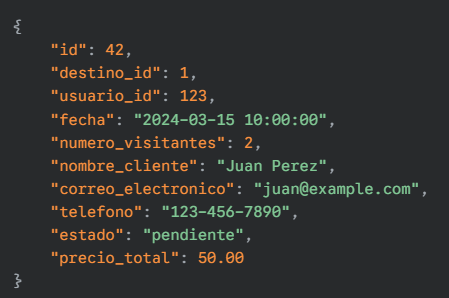 {
"id": 42,
"destino_id": 1,
"usuario_id": 123,
"fecha": "2024-03-15 10:00:00",
"numero_visitantes": 2,
"nombre_cliente": "Juan Perez",
"correo_electronico": "juan@example.com",
"telefono": "123-456-7890",
"estado": "pendiente",
"precio_total": 50.00
}